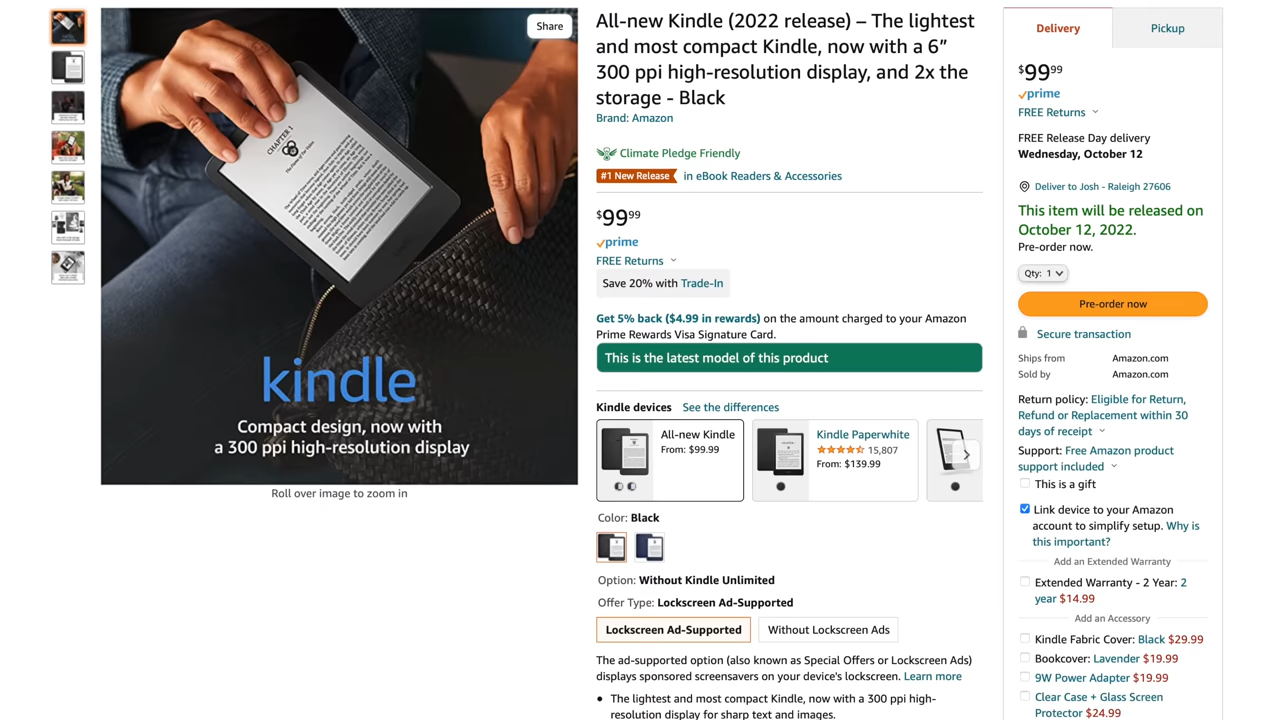 Share
CHAPTER 1
kindle
Compact design, now with
a 300 ppi high-resolution display
Roll over image to zoom in
All-new Kindle (2022 release) – The lightest
and most compact Kindle, now with a 6”
300 ppi high-resolution display, and 2x the
storage - Black
Brand: Amazon
Climate Pledge Friendly
#1 New Release in eBook Readers & Accessories
$99 99
prime
FREE Returns
Save 20% with Trade-In
Get 5% back ($4.99 in rewards) on the amount charged to your Amazon
Prime Rewards Visa Signature Card.
This is the latest model of this product
Kindle devices See the differences
All-new Kindle
From: $99.99
Kindle Paperwhite
15,807
From: $139.99
Color: Black
Option: Without Kindle Unlimited
Offer Type: Lockscreen Ad-Supported
Lockscreen Ad-Supported Without Lockscreen Ads
The ad-supported option (also known as Special Offers or Lockscreen Ads)
displays sponsored screensavers on your device's lockscreen. Learn more
• The lightest and most compact Kindle, now with a 300 ppi high-
resolution display for sharp text and images.
Delivery Pickup
$99 99
prime
FREE Returns
FREE Release Day delivery
Wednesday, October 12
Deliver to Josh - Raleigh 27606
This item will be released on
October 12, 2022.
Pre-order now.
Qty: 1
Pre-order now
Secure transaction
Ships from Amazon.com
Sold by Amazon.com
Return policy: Eligible for Return,
Refund or Replacement within 30
days of receipt
Support: Free Amazon product
support included
This is a gift
Link device to your Amazon
account to simplify setup. Why is
this important?
Add an Extended Warranty
Extended Warranty - 2 Year: 2
year $14.99
Add an Accessory
Kindle Fabric Cover: Black $29.99
Bookcover: Lavender $19.99
9W Power Adapter $19.99
Clear Case + Glass Screen
Protector $24.99